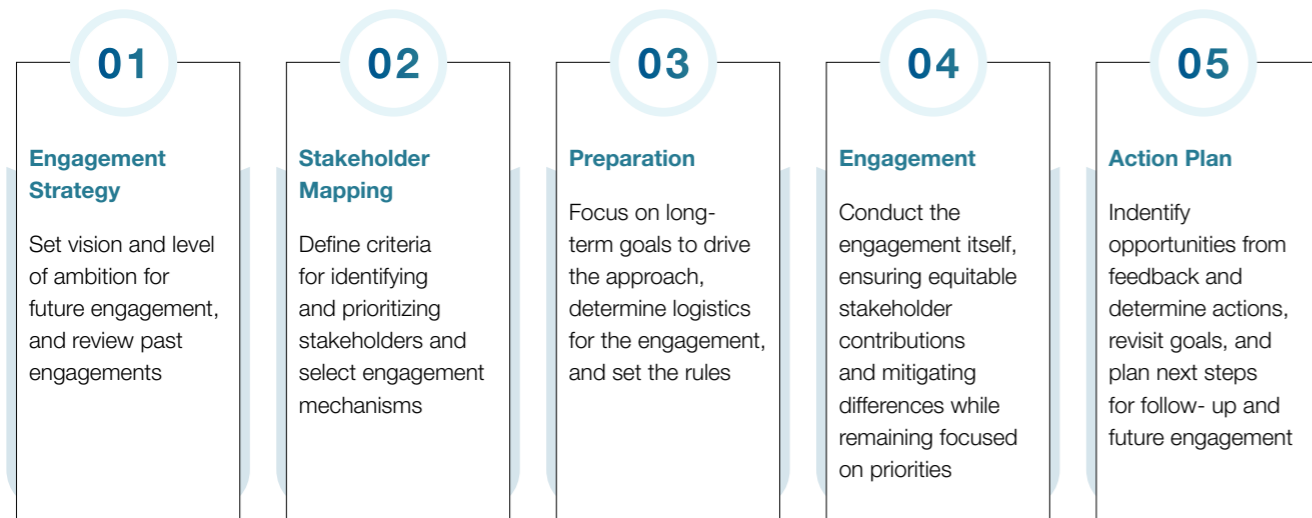 01
Engagement
Strategy
Set vision and level
of ambition for
future engagement,
and review past
engagements
02
Stakeholder
Mapping
Define criteria
for identifying
and prioritizing
stakeholders and
select engagement
mechanisms
03
Preparation
Focus on long-
term goals to drive
the approach,
determine logistics
for the engagement,
and set the rules
04
Engagement
Conduct the
engagement itself,
ensuring equitable
stakeholder
contributions
and mitigating
differences while
remaining focused
on priorities
05
Action Plan
Indentify
opportunities from
feedback and
determine actions,
revisit goals, and
plan next steps
for follow- up and
future engagement